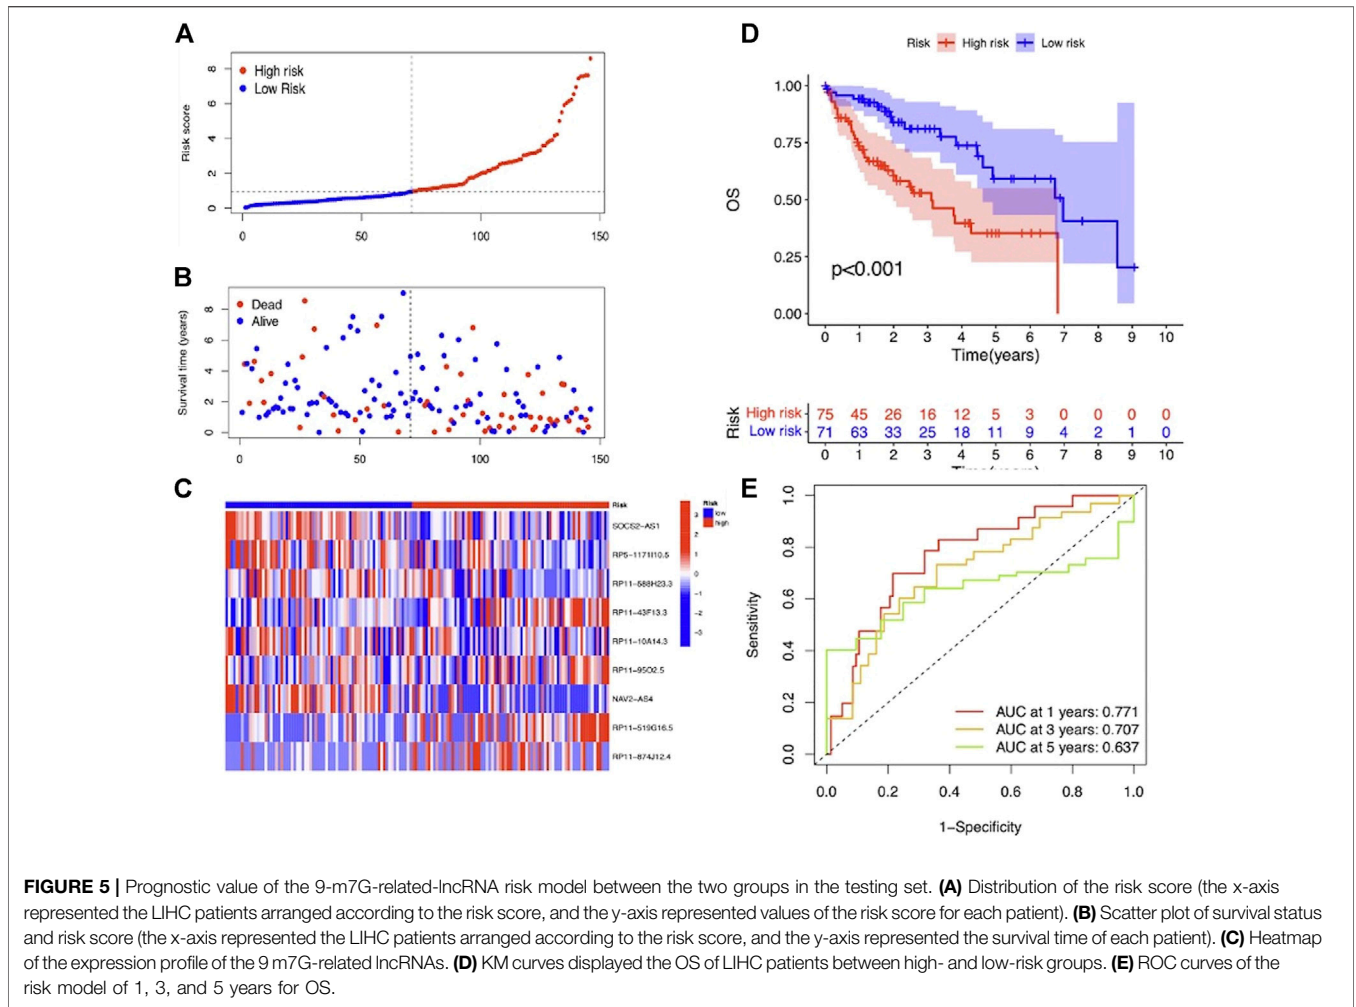 A
High risk
Low Risk
Risk score
0 2 4 6 8
0 50 100 150
B
Dead
Alive
Survival time (years)
0 2 4 6 8
0 50 100 150
C
Risk
SOCS2-AS1
RP5-1171I10.5
RP11-588H23.3
RP11-43F13.3
RP11-10A14.3
RP11-95O2.5
NAV2-AS4
RP11-519G16.5
RP11-874J12.4
3
2
1
0
-1
-2
-3
Risk
low
high
D
Risk High risk Low risk
OS
1.00
0.75
0.50
0.25
0.00
p<0.001
0 1 2 3 4 5 6 7 8 9 10
Time(years)
Risk
High risk 75 45 26 16 12 5 3 0 0 0 0
Low risk 71 63 33 25 18 11 9 4 2 1 0
0 1 2 3 4 5 6 7 8 9 10
Time(years)
E
Sensitivity
0.0 0.2 0.4 0.6 0.8 1.0
AUC at 1 years: 0.771
AUC at 3 years: 0.707
AUC at 5 years: 0.637
0.0 0.2 0.4 0.6 0.8 1.0
1-Specificity
FIGURE 5 | Prognostic value of the 9-m7G-related-lncRNA risk model between the two groups in the testing set. (A) Distribution of the risk score (the x-axis
represented the LIHC patients arranged according to the risk score, and the y-axis represented values of the risk score for each patient). (B) Scatter plot of survival status
and risk score (the x-axis represented the LIHC patients arranged according to the risk score, and the y-axis represented the survival time of each patient). (C) Heatmap
of the expression profile of the 9 m7G-related lncRNAs. (D) KM curves displayed the OS of LIHC patients between high- and low-risk groups. (E) ROC curves of the
risk model of 1, 3, and 5 years for OS.